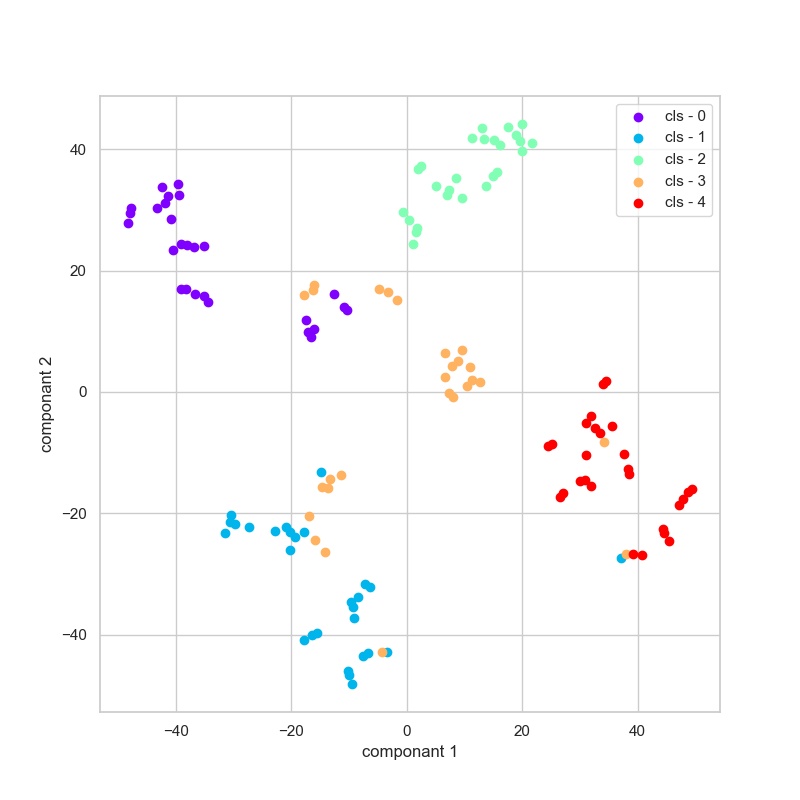 cls - 0
cls - 1
cls - 2
cls - 3
cls - 4
40
20
0
−20
−40
componant 2
−40
−20
0
20
40
componant 1